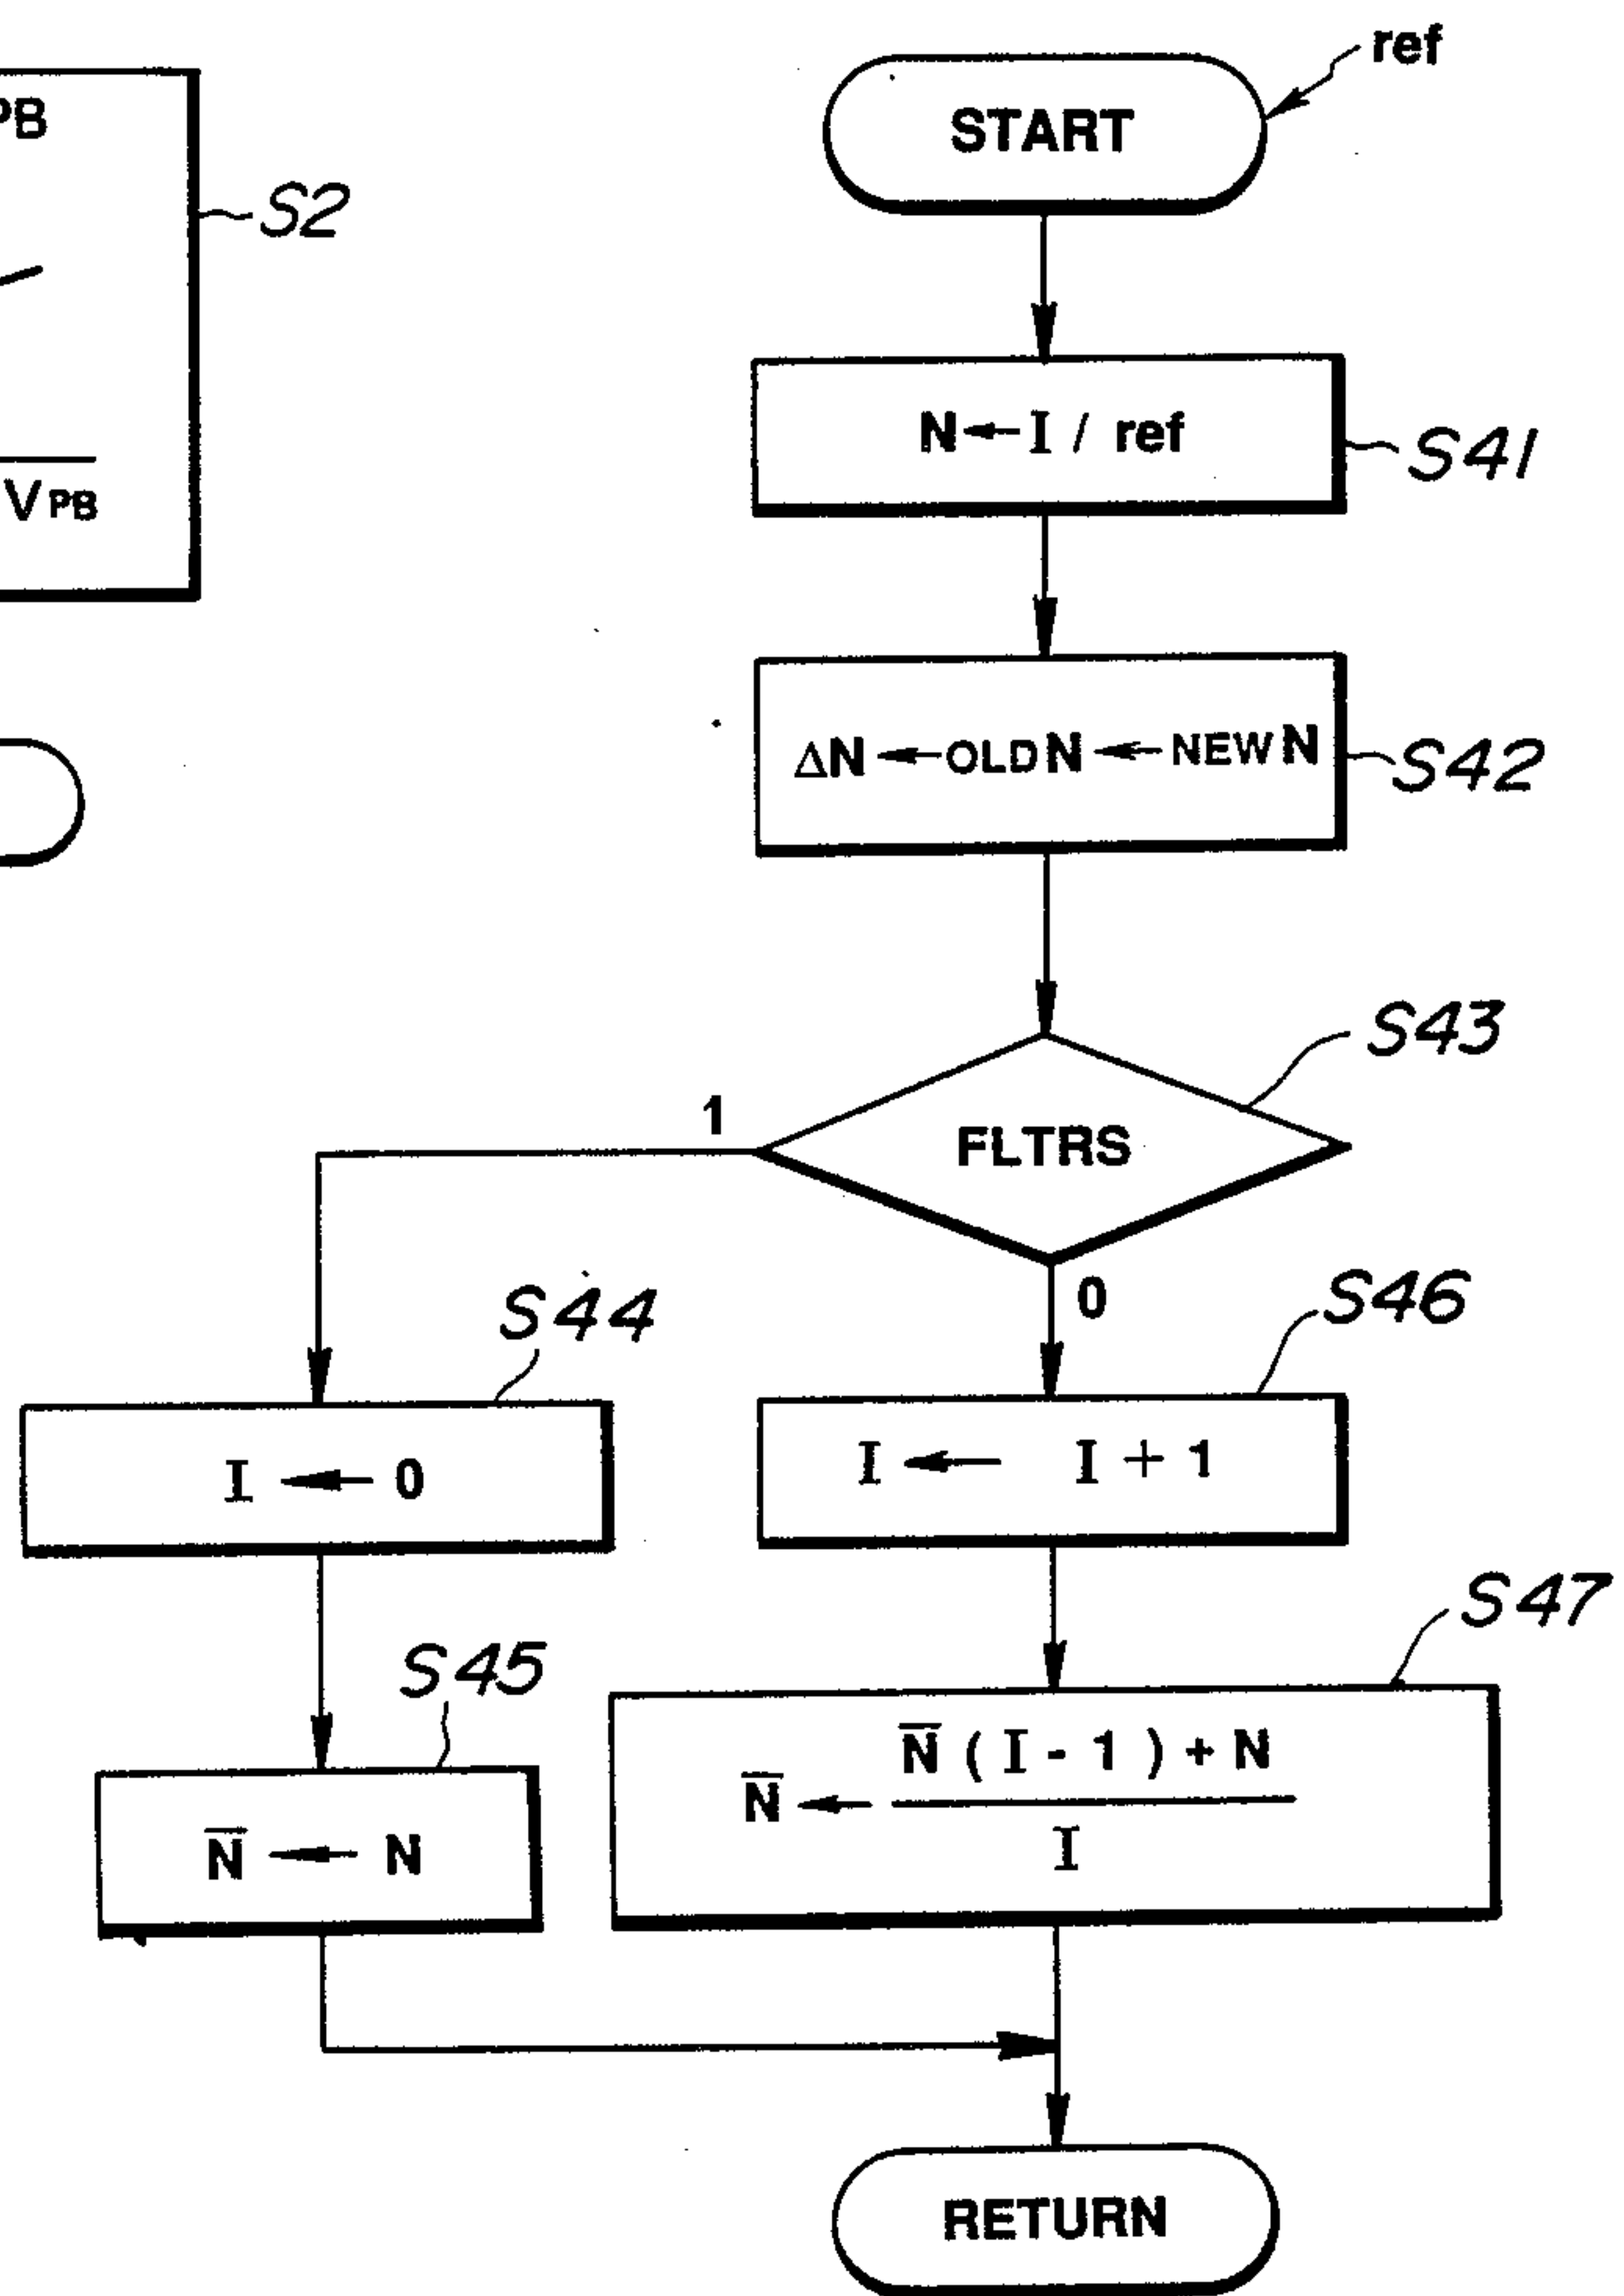 PB
S2
V̅PB
ref
START
N ← I / ref
S41
ΔN ← OLD N ← NEW N
S42
S43
FLTRS
1
0
S44
I ← 0
S46
I ← I + 1
S45
N̅ ← N
S47
N̅ ← N̅ ( I - 1 ) + N
I
RETURN